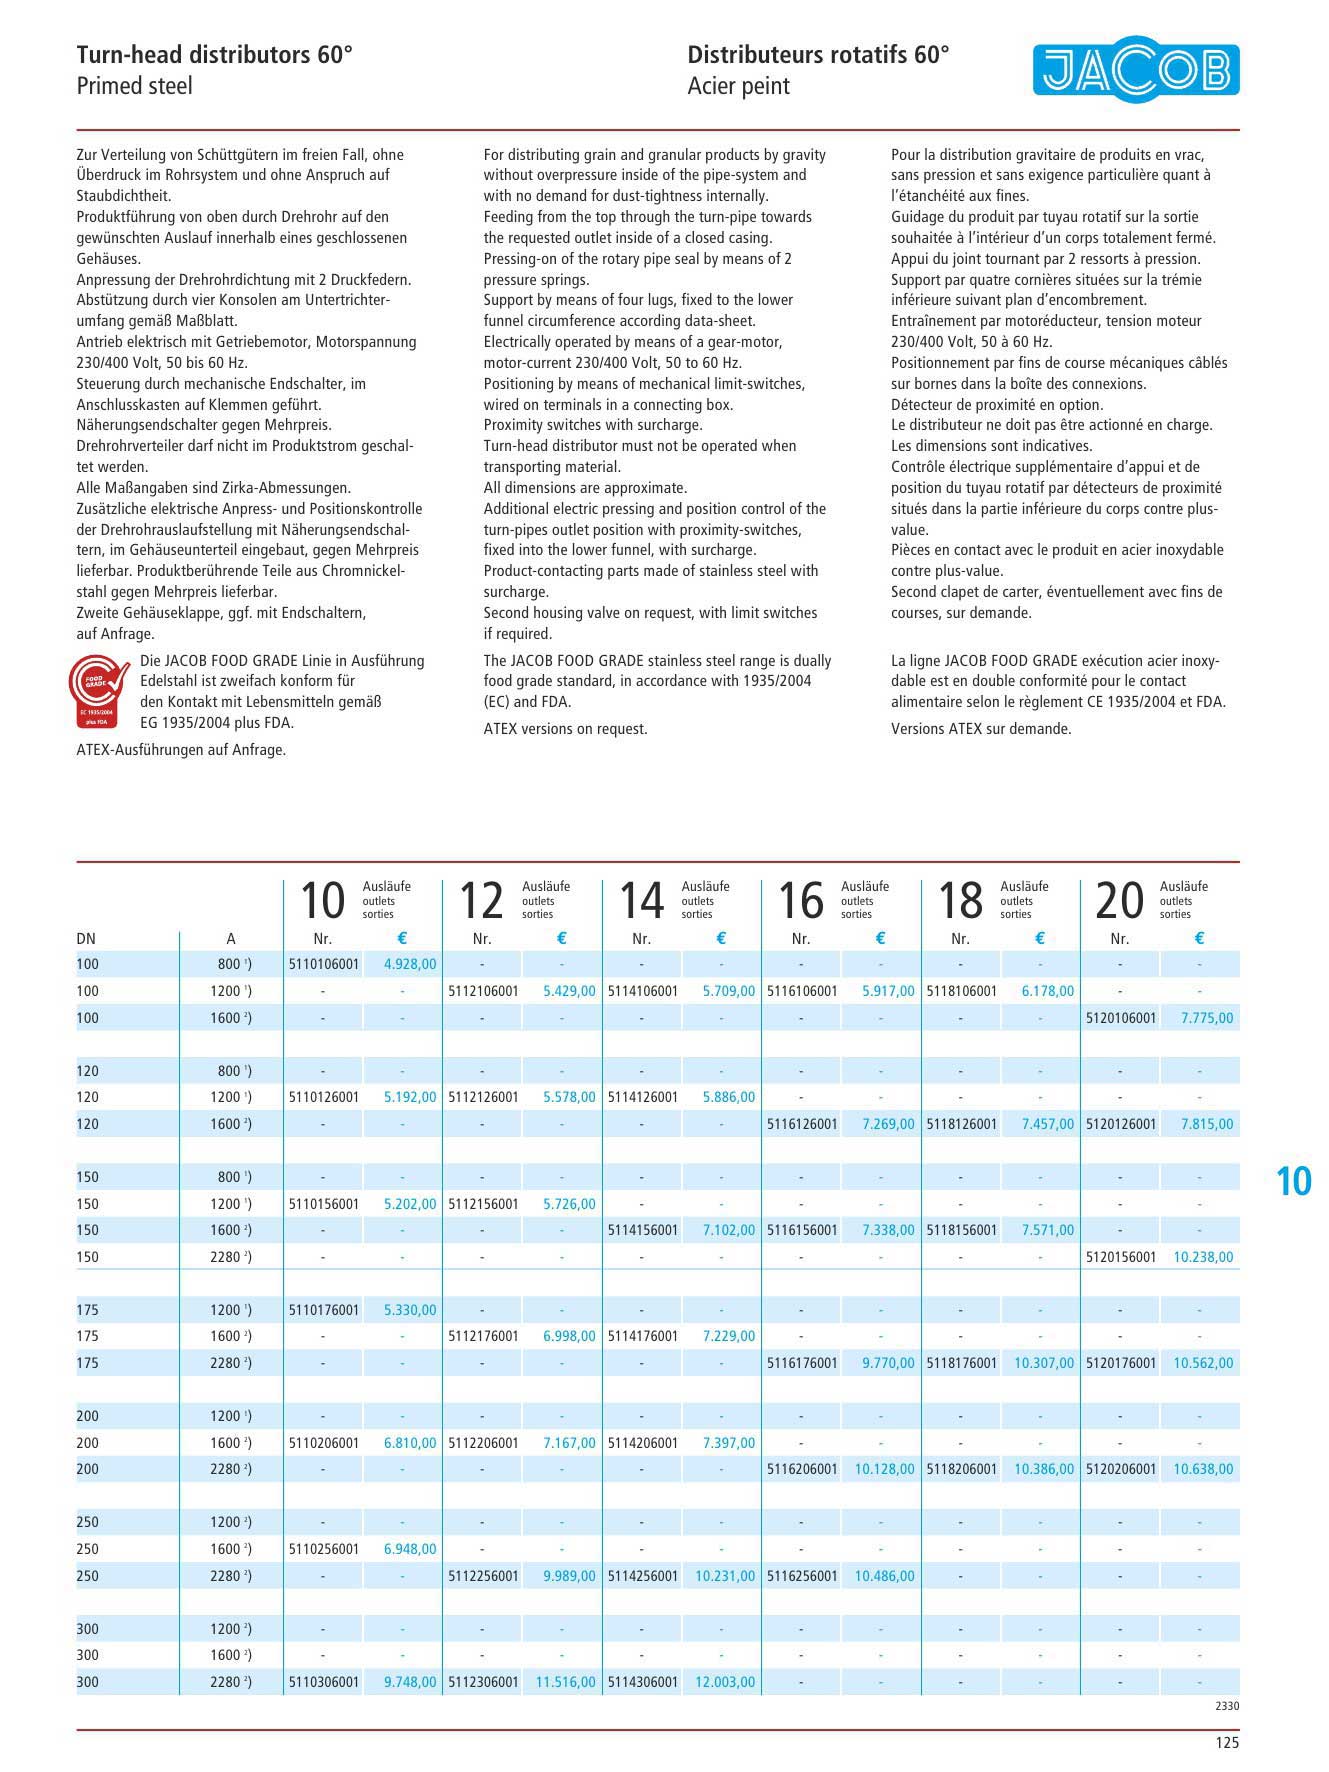 Turn-head distributors 60°
Primed steel
Distributeurs rotatifs 60°
Acier peint
JACOB
Zur Verteilung von Schüttgütern im freien Fall, ohne
Überdruck im Rohrsystem und ohne Anspruch auf
Staubdichtheit.
Produktführung von oben durch Drehrohr auf den
gewünschten Auslauf innerhalb eines geschlossenen
Gehäuses.
Anpressung der Drehrohrdichtung mit 2 Druckfedern.
Abstützung durch vier Konsolen am Untertrichter-
umfang gemäß Maßblatt.
Antrieb elektrisch mit Getriebemotor, Motorspannung
230/400 Volt, 50 bis 60 Hz.
Steuerung durch mechanische Endschalter, im
Anschlusskasten auf Klemmen geführt.
Näherungsendschalter gegen Mehrpreis.
Drehrohrverteiler darf nicht im Produktstrom geschal-
tet werden.
Alle Maßangaben sind Zirka-Abmessungen.
Zusätzliche elektrische Anpress- und Positionskontrolle
der Drehrohrauslaufstellung mit Näherungsendschal-
tern, im Gehäuseunterteil eingebaut, gegen Mehrpreis
lieferbar. Produktberührende Teile aus Chromnickel-
stahl gegen Mehrpreis lieferbar.
Zweite Gehäuseklappe, ggf. mit Endschaltern,
auf Anfrage.
FOOD
GRADE
EC 1935/2004
plus FDA
Die JACOB FOOD GRADE Linie in Ausführung
Edelstahl ist zweifach konform für
den Kontakt mit Lebensmitteln gemäß
EG 1935/2004 plus FDA.
ATEX-Ausführungen auf Anfrage.
For distributing grain and granular products by gravity
without overpressure inside of the pipe-system and
with no demand for dust-tightness internally.
Feeding from the top through the turn-pipe towards
the requested outlet inside of a closed casing.
Pressing-on of the rotary pipe seal by means of 2
pressure springs.
Support by means of four lugs, fixed to the lower
funnel circumference according data-sheet.
Electrically operated by means of a gear-motor,
motor-current 230/400 Volt, 50 to 60 Hz.
Positioning by means of mechanical limit-switches,
wired on terminals in a connecting box.
Proximity switches with surcharge.
Turn-head distributor must not be operated when
transporting material.
All dimensions are approximate.
Additional electric pressing and position control of the
turn-pipes outlet position with proximity-switches,
fixed into the lower funnel, with surcharge.
Product-contacting parts made of stainless steel with
surcharge.
Second housing valve on request, with limit switches
if required.
The JACOB FOOD GRADE stainless steel range is dually
food grade standard, in accordance with 1935/2004
(EC) and FDA.
ATEX versions on request.
Pour la distribution gravitaire de produits en vrac,
sans pression et sans exigence particulière quant à
l’étanchéité aux fines.
Guidage du produit par tuyau rotatif sur la sortie
souhaitée à l’intérieur d’un corps totalement fermé.
Appui du joint tournant par 2 ressorts à pression.
Support par quatre cornières situées sur la trémie
inférieure suivant plan d’encombrement.
Entraînement par motoréducteur, tension moteur
230/400 Volt, 50 à 60 Hz.
Positionnement par fins de course mécaniques câblés
sur bornes dans la boîte des connexions.
Détecteur de proximité en option.
Le distributeur ne doit pas être actionné en charge.
Les dimensions sont indicatives.
Contrôle électrique supplémentaire d’appui et de
position du tuyau rotatif par détecteurs de proximité
situés dans la partie inférieure du corps contre plus-
value.
Pièces en contact avec le produit en acier inoxydable
contre plus-value.
Second clapet de carter, éventuellement avec fins de
courses, sur demande.
La ligne JACOB FOOD GRADE exécution acier inoxy-
dable est en double conformité pour le contact
alimentaire selon le règlement CE 1935/2004 et FDA.
Versions ATEX sur demande.
10 Ausläufe outlets sorties 12 Ausläufe outlets sorties 14 Ausläufe outlets sorties 16 Ausläufe outlets sorties 18 Ausläufe outlets sorties 20 Ausläufe outlets sorties
DN A Nr. € Nr. € Nr. € Nr. € Nr. € Nr. €
100 800 ¹) 5110106001 4.928,00 - - - - - - - - - -
100 1200 ¹) - - 5112106001 5.429,00 5114106001 5.709,00 5116106001 5.917,00 5118106001 6.178,00 - -
100 1600 ²) - - - - - - - - - - 5120106001 7.775,00
120 800 ¹) - - - - - - - - - - - -
120 1200 ¹) 5110126001 5.192,00 5112126001 5.578,00 5114126001 5.886,00 - - - - - -
120 1600 ²) - - - - - - 5116126001 7.269,00 5118126001 7.457,00 5120126001 7.815,00
150 800 ¹) - - - - - - - - - - - -
150 1200 ¹) 5110156001 5.202,00 5112156001 5.726,00 - - - - - - - -
150 1600 ²) - - - - 5114156001 7.102,00 5116156001 7.338,00 5118156001 7.571,00 - -
150 2280 ²) - - - - - - - - - - 5120156001 10.238,00
175 1200 ¹) 5110176001 5.330,00 - - - - - - - - - -
175 1600 ²) - - 5112176001 6.998,00 5114176001 7.229,00 - - - - - -
175 2280 ²) - - - - - - 5116176001 9.770,00 5118176001 10.307,00 5120176001 10.562,00
200 1200 ¹) - - - - - - - - - - - -
200 1600 ²) 5110206001 6.810,00 5112206001 7.167,00 5114206001 7.397,00 - - - - - -
200 2280 ²) - - - - - - 5116206001 10.128,00 5118206001 10.386,00 5120206001 10.638,00
250 1200 ²) - - - - - - - - - - - -
250 1600 ²) 5110256001 6.948,00 - - - - - - - - - -
250 2280 ²) - - 5112256001 9.989,00 5114256001 10.231,00 5116256001 10.486,00 - - - -
300 1200 ²) - - - - - - - - - - - -
300 1600 ²) - - - - - - - - - - - -
300 2280 ²) 5110306001 9.748,00 5112306001 11.516,00 5114306001 12.003,00 - - - - - -
10
2330
125